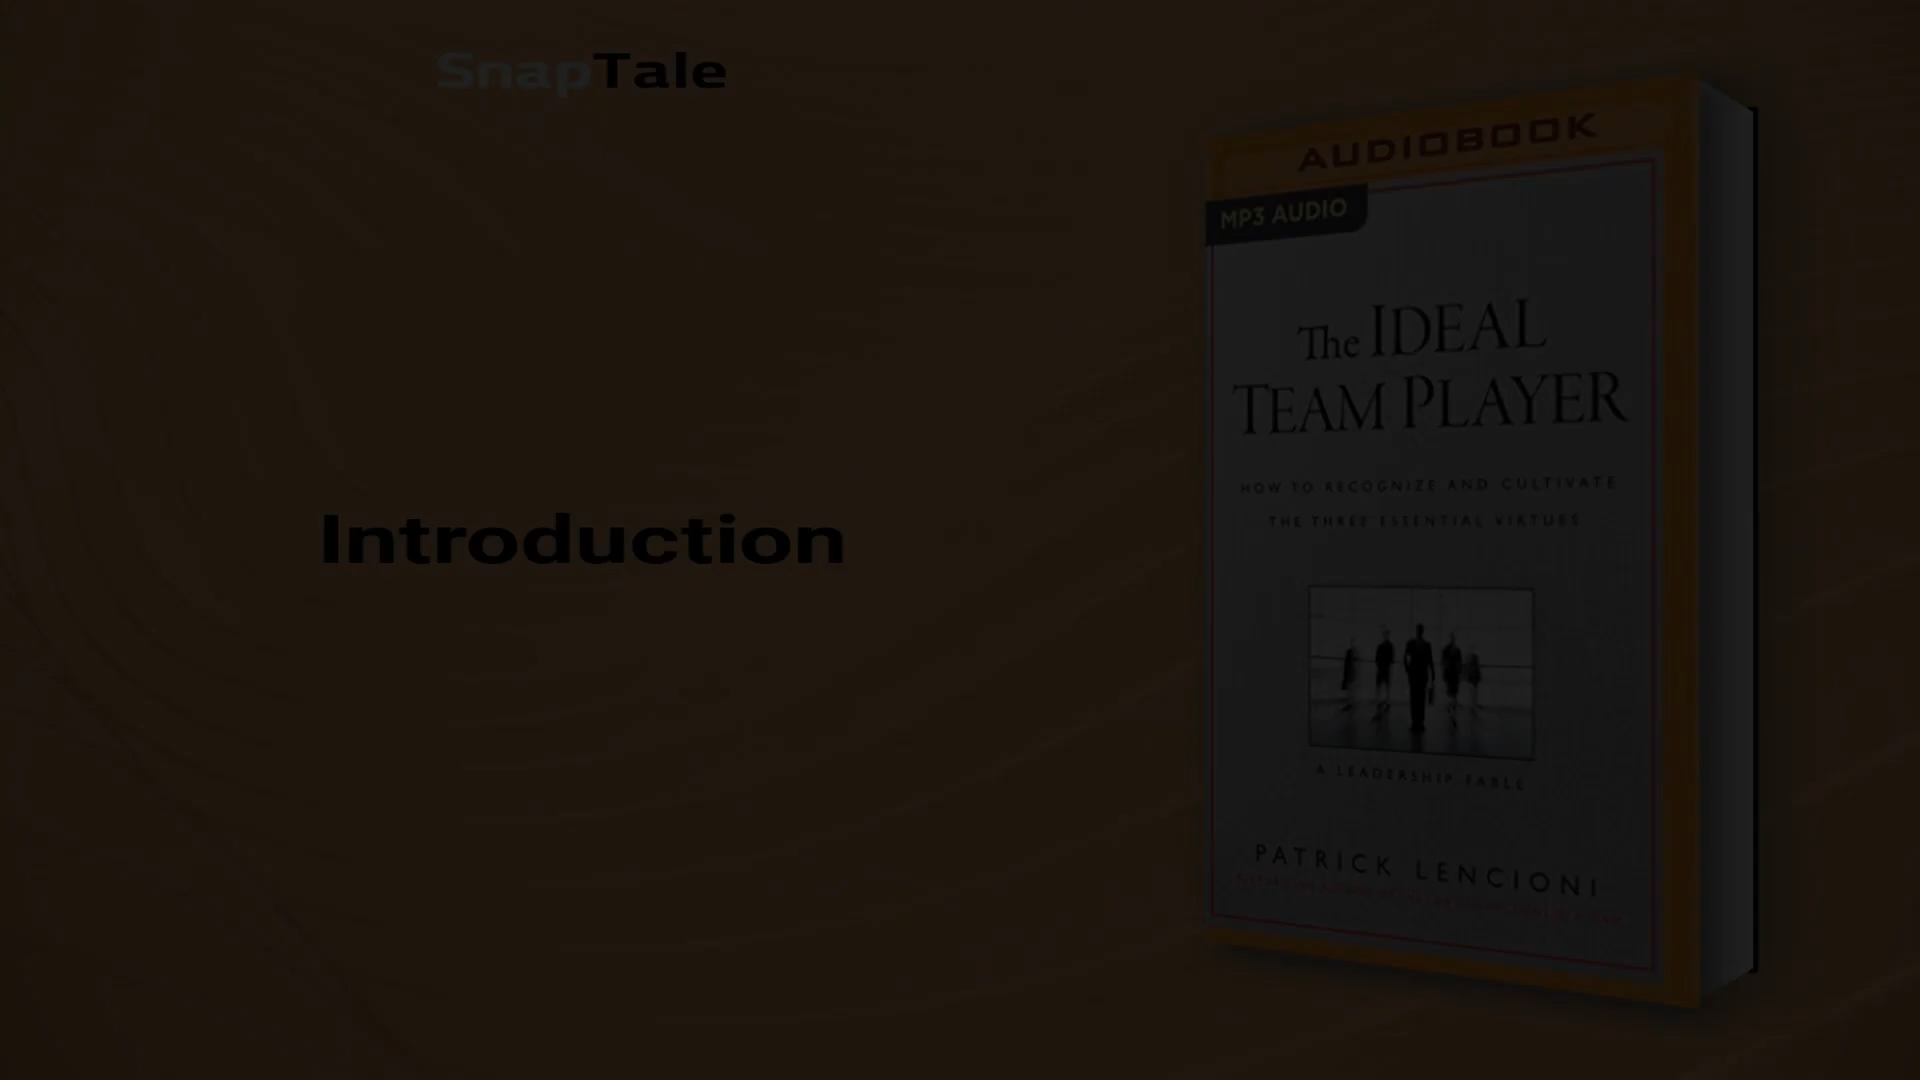 SnapTale
Introduction
AUDIOBOOK
MP3 AUDIO
The IDEAL
TEAM PLAYER
HOW TO RECOGNIZE AND CULTIVATE
THE THREE ESSENTIAL VIRTUES
A LEADERSHIP FABLE
PATRICK LENCIONI